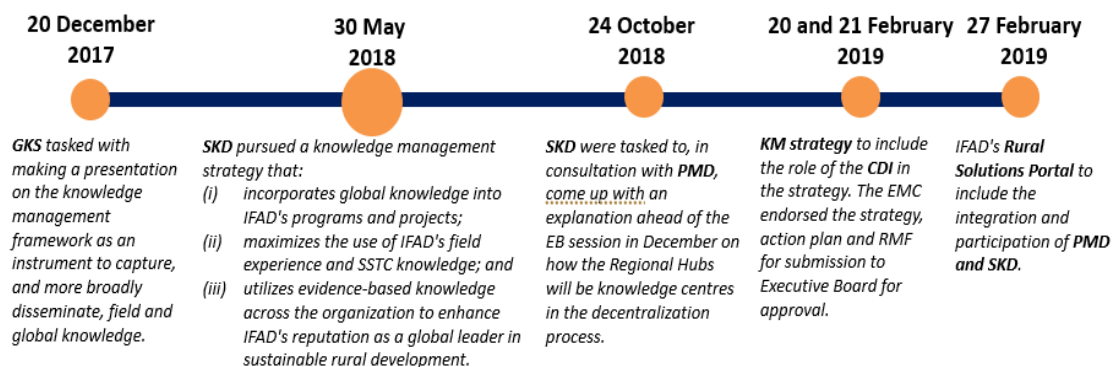 20 December
2017
GKS tasked with
making a presentation
on the knowledge
management
framework as an
instrument to capture,
and more broadly
disseminate, field and
global knowledge.
30 May
2018
SKD pursued a knowledge management
strategy that:
(i) incorporates global knowledge into
IFAD's programs and projects;
(ii) maximizes the use of IFAD's field
experience and SSTC knowledge; and
(iii) utilizes evidence-based knowledge
across the organization to enhance
IFAD's reputation as a global leader in
sustainable rural development.
24 October
2018
SKD were tasked to, in
consultation with PMD,
come up with an
explanation ahead of the
EB session in December on
how the Regional Hubs
will be knowledge centres
in the decentralization
process.
20 and 21 February
2019
KM strategy to include
the role of the CDI in
the strategy. The EMC
endorsed the strategy,
action plan and RMF
for submission to
Executive Board for
approval.
27 February
2019
IFAD's Rural
Solutions Portal to
include the
integration and
participation of PMD
and SKD.